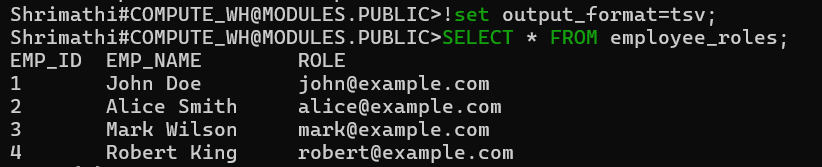 Shrimathi#COMPUTE_WH@MODULES.PUBLIC>!set output_format=tsv;
Shrimathi#COMPUTE_WH@MODULES.PUBLIC>SELECT * FROM employee_roles;
EMP_ID  EMP_NAME        ROLE
1       John Doe        john@example.com
2       Alice Smith     alice@example.com
3       Mark Wilson     mark@example.com
4       Robert King     robert@example.com